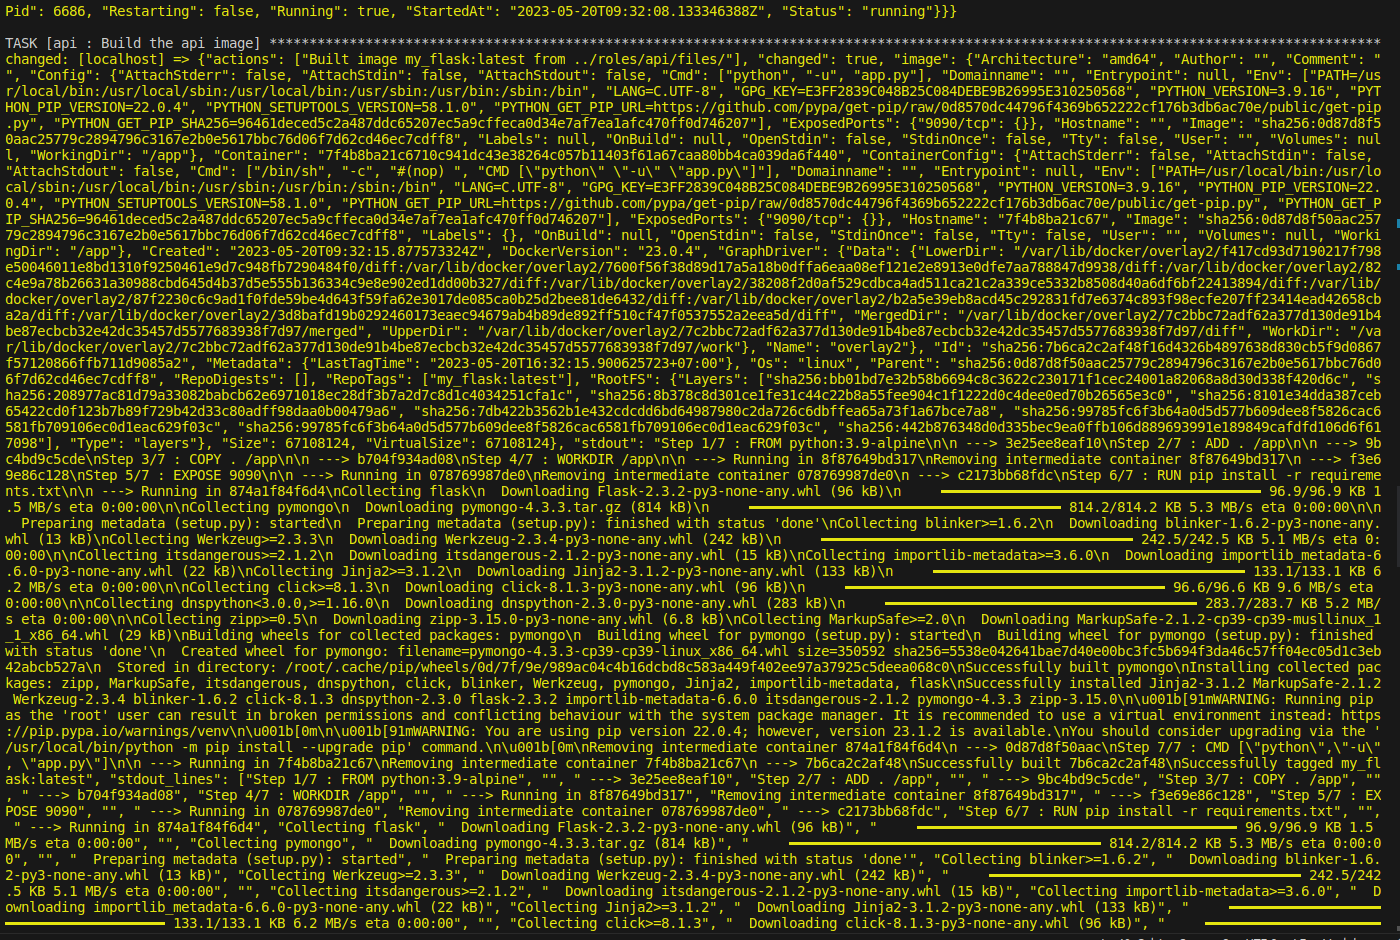 Pid": 6686, "Restarting": false, "Running": true, "StartedAt": "2023-05-20T09:32:08.133346388Z", "Status": "running"}}}
TASK [api : Build the api image] *******************************************************************************************************************************************
changed: [localhost] => {"actions": ["Built image my_flask:latest from ../roles/api/files/"], "changed": true, "image": {"Architecture": "amd64", "Author": "", "Comment": "
", "Config": {"AttachStderr": false, "AttachStdin": false, "AttachStdout": false, "Cmd": ["python", "-u", "app.py"], "Domainname": "", "Entrypoint": null, "Env": ["PATH=/us
r/local/bin:/usr/local/sbin:/usr/local/bin:/usr/sbin:/usr/bin:/sbin:/bin", "LANG=C.UTF-8", "GPG_KEY=E3FF2839C048B25C084DEBE9B26995E310250568", "PYTHON_VERSION=3.9.16", "PYT
HON_PIP_VERSION=22.0.4", "PYTHON_SETUPTOOLS_VERSION=58.1.0", "PYTHON_GET_PIP_URL=https://github.com/pypa/get-pip/raw/0d8570dc44796f4369b652222cf176b3db6ac70e/public/get-pip
.py", "PYTHON_GET_PIP_SHA256=96461deced5c2a487ddc65207ec5a9cffeca0d34e7af7ea1afc470ff0d746207"], "ExposedPorts": {"9090/tcp": {}}, "Hostname": "", "Image": "sha256:0d87d8f5
0aac25779c2894796c3167e2b0e5617bbc76d06f7d62cd46ec7cdff8", "Labels": null, "OnBuild": null, "OpenStdin": false, "StdinOnce": false, "Tty": false, "User": "", "Volumes": nul
l, "WorkingDir": "/app"}, "Container": "7f4b8ba21c6710c941dc43e38264c057b11403f61a67caa80bb4ca039da6f440", "ContainerConfig": {"AttachStderr": false, "AttachStdin": false,
"AttachStdout": false, "Cmd": ["/bin/sh", "-c", "#(nop) ", "CMD [\"python\" \"-u\" \"app.py\"]"], "Domainname": "", "Entrypoint": null, "Env": ["PATH=/usr/local/bin:/usr/lo
cal/sbin:/usr/local/bin:/usr/sbin:/usr/bin:/sbin:/bin", "LANG=C.UTF-8", "GPG_KEY=E3FF2839C048B25C084DEBE9B26995E310250568", "PYTHON_VERSION=3.9.16", "PYTHON_PIP_VERSION=22.
0.4", "PYTHON_SETUPTOOLS_VERSION=58.1.0", "PYTHON_GET_PIP_URL=https://github.com/pypa/get-pip/raw/0d8570dc44796f4369b652222cf176b3db6ac70e/public/get-pip.py", "PYTHON_GET_P
IP_SHA256=96461deced5c2a487ddc65207ec5a9cffeca0d34e7af7ea1afc470ff0d746207"], "ExposedPorts": {"9090/tcp": {}}, "Hostname": "7f4b8ba21c67", "Image": "sha256:0d87d8f50aac257
79c2894796c3167e2b0e5617bbc76d06f7d62cd46ec7cdff8", "Labels": {}, "OnBuild": null, "OpenStdin": false, "StdinOnce": false, "Tty": false, "User": "", "Volumes": null, "Worki
ngDir": "/app"}, "Created": "2023-05-20T09:32:15.877573324Z", "DockerVersion": "23.0.4", "GraphDriver": {"Data": {"LowerDir": "/var/lib/docker/overlay2/f417cd93d7190217f798
e50046011e8bd1310f9250461e9d7c948fb7290484f0/diff:/var/lib/docker/overlay2/7600f56f38d89d17a5a18b0dffa6eaa08ef121e2e8913e0dfe7aa788847d9938/diff:/var/lib/docker/overlay2/82
c4e9a78b26631a30988cbd645d4b37d5e555b136334c9e8e902ed1dd00b327/diff:/var/lib/docker/overlay2/38208f2d0af529cdbca4ad511ca21c2a339ce5332b8508d40a6df6bf22413894/diff:/var/lib/
docker/overlay2/87f2230c6c9ad1f0fde59be4d643f59fa62e3017de085ca0b25d2bee81de6432/diff:/var/lib/docker/overlay2/b2a5e39eb8acd45c292831fd7e6374c893f98ecfe207ff23414ead42658cb
a2a/diff:/var/lib/docker/overlay2/3d8bafd19b0292460173eaec94679ab4b89de892ff510cf47f0537552a2eea5d/diff", "MergedDir": "/var/lib/docker/overlay2/7c2bbc72adf62a377d130de91b4
be87ecbcb32e42dc35457d5577683938f7d97/merged", "UpperDir": "/var/lib/docker/overlay2/7c2bbc72adf62a377d130de91b4be87ecbcb32e42dc35457d5577683938f7d97/diff", "WorkDir": "/va
r/lib/docker/overlay2/7c2bbc72adf62a377d130de91b4be87ecbcb32e42dc35457d5577683938f7d97/work"}, "Name": "overlay2"}, "Id": "sha256:7b6ca2c2af48f16d4326b4897638d830cb5f9d0867
f57120866ffb711d9085a2", "Metadata": {"LastTagTime": "2023-05-20T16:32:15.900625723+07:00"}, "Os": "linux", "Parent": "sha256:0d87d8f50aac25779c2894796c3167e2b0e5617bbc76d0
6f7d62cd46ec7cdff8", "RepoDigests": [], "RepoTags": ["my_flask:latest"], "RootFS": {"Layers": ["sha256:bb01bd7e32b58b6694c8c3622c230171f1cec24001a82068a8d30d338f420d6c", "s
ha256:208977ac81d79a33082babcb62e6971018ec28df3b7a2d7c8d1c4034251cfa1c", "sha256:8b378c8d301ce1fe31c44c22b8a55fee904c1f1222d0c4dee0ed70b26565e3c0", "sha256:8101e34dda387ceb
65422cd0f123b7b89f729b42d33c80adff98daa0b00479a6", "sha256:7db422b3562b1e432cdcdd6bd64987980c2da726c6dbffea65a73f1a67bce7a8", "sha256:99785fc6f3b64a0d5d577b609dee8f5826cac6
581fb709106ec0d1eac629f03c", "sha256:99785fc6f3b64a0d5d577b609dee8f5826cac6581fb709106ec0d1eac629f03c", "sha256:442b876348d0d335bec9ea0ffb106d889693991e189849cafdfd106d6f61
7098"], "Type": "layers"}, "Size": 67108124, "VirtualSize": 67108124}, "stdout": "Step 1/7 : FROM python:3.9-alpine\n\n ---> 3e25ee8eaf10\nStep 2/7 : ADD . /app\n\n ---> 9b
c4bd9c5cde\nStep 3/7 : COPY . /app\n\n ---> b704f934ad08\nStep 4/7 : WORKDIR /app\n\n ---> Running in 8f87649bd317\nRemoving intermediate container 8f87649bd317\n ---> f3e6
9e86c128\nStep 5/7 : EXPOSE 9090\n\n ---> Running in 078769987de0\nRemoving intermediate container 078769987de0\n ---> c2173bb68fdc\nStep 6/7 : RUN pip install -r requireme
nts.txt\n\n ---> Running in 874a1f84f6d4\nCollecting flask\n  Downloading Flask-2.3.2-py3-none-any.whl (96 kB)\n     ━━━━━━━━━━━━━━━━━━━━━━━━━━━━━━━━━━━━━━━━ 96.9/96.9 KB 1
.5 MB/s eta 0:00:00\n\nCollecting pymongo\n  Downloading pymongo-4.3.3.tar.gz (814 kB)\n     ━━━━━━━━━━━━━━━━━━━━━━━━━━━━━━━━━━━━━━━ 814.2/814.2 KB 5.3 MB/s eta 0:00:00\n\n
  Preparing metadata (setup.py): started\n  Preparing metadata (setup.py): finished with status 'done'\nCollecting blinker>=1.6.2\n  Downloading blinker-1.6.2-py3-none-any.
whl (13 kB)\nCollecting Werkzeug>=2.3.3\n  Downloading Werkzeug-2.3.4-py3-none-any.whl (242 kB)\n     ━━━━━━━━━━━━━━━━━━━━━━━━━━━━━━━━━━━━━━━ 242.5/242.5 KB 5.1 MB/s eta 0:
00:00\n\nCollecting itsdangerous>=2.1.2\n  Downloading itsdangerous-2.1.2-py3-none-any.whl (15 kB)\nCollecting importlib-metadata>=3.6.0\n  Downloading importlib_metadata-6
.6.0-py3-none-any.whl (22 kB)\nCollecting Jinja2>=3.1.2\n  Downloading Jinja2-3.1.2-py3-none-any.whl (133 kB)\n     ━━━━━━━━━━━━━━━━━━━━━━━━━━━━━━━━━━━━━━━ 133.1/133.1 KB 6
.2 MB/s eta 0:00:00\n\nCollecting click>=8.1.3\n  Downloading click-8.1.3-py3-none-any.whl (96 kB)\n     ━━━━━━━━━━━━━━━━━━━━━━━━━━━━━━━━━━━━━━━━ 96.6/96.6 KB 9.6 MB/s eta
0:00:00\n\nCollecting dnspython<3.0.0,>=1.16.0\n  Downloading dnspython-2.3.0-py3-none-any.whl (283 kB)\n     ━━━━━━━━━━━━━━━━━━━━━━━━━━━━━━━━━━━━━━━ 283.7/283.7 KB 5.2 MB/
s eta 0:00:00\n\nCollecting zipp>=0.5\n  Downloading zipp-3.15.0-py3-none-any.whl (6.8 kB)\nCollecting MarkupSafe>=2.0\n  Downloading MarkupSafe-2.1.2-cp39-cp39-musllinux_1
_1_x86_64.whl (29 kB)\nBuilding wheels for collected packages: pymongo\n  Building wheel for pymongo (setup.py): started\n  Building wheel for pymongo (setup.py): finished
with status 'done'\n  Created wheel for pymongo: filename=pymongo-4.3.3-cp39-cp39-linux_x86_64.whl size=350592 sha256=5538e042641bae7d40e00bc3fc5b694f3da46c57ff04ec05d1c3eb
42abcb527a\n  Stored in directory: /root/.cache/pip/wheels/0d/7f/9e/989ac04c4b16dcbd8c583a449f402ee97a37925c5deea068c0\nSuccessfully built pymongo\nInstalling collected pac
kages: zipp, MarkupSafe, itsdangerous, dnspython, click, blinker, Werkzeug, pymongo, Jinja2, importlib-metadata, flask\nSuccessfully installed Jinja2-3.1.2 MarkupSafe-2.1.2
 Werkzeug-2.3.4 blinker-1.6.2 click-8.1.3 dnspython-2.3.0 flask-2.3.2 importlib-metadata-6.6.0 itsdangerous-2.1.2 pymongo-4.3.3 zipp-3.15.0\n\u001b[91mWARNING: Running pip
as the 'root' user can result in broken permissions and conflicting behaviour with the system package manager. It is recommended to use a virtual environment instead: https
://pip.pypa.io/warnings/venv\n\u001b[0m\n\u001b[91mWARNING: You are using pip version 22.0.4; however, version 23.1.2 is available.\nYou should consider upgrading via the '
/usr/local/bin/python -m pip install --upgrade pip' command.\n\u001b[0m\nRemoving intermediate container 874a1f84f6d4\n ---> 0d87d8f50aac\nStep 7/7 : CMD [\"python\",\"-u\"
, \"app.py\"]\n\n ---> Running in 7f4b8ba21c67\nRemoving intermediate container 7f4b8ba21c67\n ---> 7b6ca2c2af48\nSuccessfully built 7b6ca2c2af48\nSuccessfully tagged my_fl
ask:latest", "stdout_lines": ["Step 1/7 : FROM python:3.9-alpine", "", " ---> 3e25ee8eaf10", "Step 2/7 : ADD . /app", "", " ---> 9bc4bd9c5cde", "Step 3/7 : COPY . /app", ""
, " ---> b704f934ad08", "Step 4/7 : WORKDIR /app", "", " ---> Running in 8f87649bd317", "Removing intermediate container 8f87649bd317", " ---> f3e69e86c128", "Step 5/7 : EX
POSE 9090", "", " ---> Running in 078769987de0", "Removing intermediate container 078769987de0", " ---> c2173bb68fdc", "Step 6/7 : RUN pip install -r requirements.txt", "",
 " ---> Running in 874a1f84f6d4", "Collecting flask", "  Downloading Flask-2.3.2-py3-none-any.whl (96 kB)", "     ━━━━━━━━━━━━━━━━━━━━━━━━━━━━━━━━━━━━━━━━ 96.9/96.9 KB 1.5
MB/s eta 0:00:00", "", "Collecting pymongo", "  Downloading pymongo-4.3.3.tar.gz (814 kB)", "     ━━━━━━━━━━━━━━━━━━━━━━━━━━━━━━━━━━━━━━━ 814.2/814.2 KB 5.3 MB/s eta 0:00:0
0", "", "  Preparing metadata (setup.py): started", "  Preparing metadata (setup.py): finished with status 'done'", "Collecting blinker>=1.6.2", "  Downloading blinker-1.6.
2-py3-none-any.whl (13 kB)", "Collecting Werkzeug>=2.3.3", "  Downloading Werkzeug-2.3.4-py3-none-any.whl (242 kB)", "     ━━━━━━━━━━━━━━━━━━━━━━━━━━━━━━━━━━━━━━━ 242.5/242
.5 KB 5.1 MB/s eta 0:00:00", "", "Collecting itsdangerous>=2.1.2", "  Downloading itsdangerous-2.1.2-py3-none-any.whl (15 kB)", "Collecting importlib-metadata>=3.6.0", "  D
ownloading importlib_metadata-6.6.0-py3-none-any.whl (22 kB)", "Collecting Jinja2>=3.1.2", "  Downloading Jinja2-3.1.2-py3-none-any.whl (133 kB)", "     ━━━━━━━━━━━━━━━━━━━
━━━━━━━━━━━━━━━━━━━━ 133.1/133.1 KB 6.2 MB/s eta 0:00:00", "", "Collecting click>=8.1.3", "  Downloading click-8.1.3-py3-none-any.whl (96 kB)", "     ━━━━━━━━━━━━━━━━━━━━━━